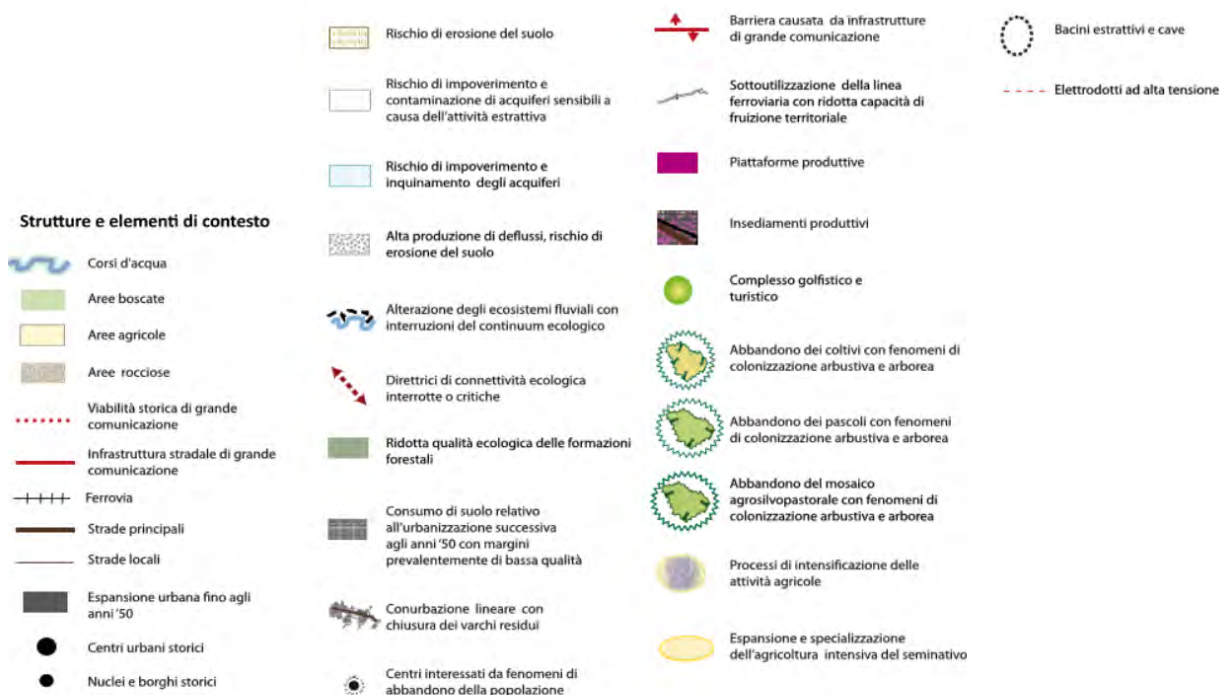 Strutture e elementi di contesto
Corsi d'acqua
Aree boscate
Aree agricole
Aree rocciose
Viabilità storica di grande
comunicazione
Infrastruttura stradale di grande
comunicazione
Ferrovia
Strade principali
Strade locali
Espansione urbana fino agli
anni '50
Centri urbani storici
Nuclei e borghi storici
Rischio di erosione del suolo
Rischio di impoverimento e
contaminazione di acquiferi sensibili a
causa dell'attività estrattiva
Rischio di impoverimento e
inquinamento degli acquiferi
Alta produzione di deflussi, rischio di
erosione del suolo
Alterazione degli ecosistemi fluviali con
interruzioni del continuum ecologico
Direttrici di connettività ecologica
interrotte o critiche
Ridotta qualità ecologica delle formazioni
forestali
Consumo di suolo relativo
all'urbanizzazione successiva
agli anni '50 con margini
prevalentemente di bassa qualità
Conurbazione lineare con
chiusura dei varchi residui
Centri interessati da fenomeni di
abbandono della popolazione
Barriera causata da infrastrutture
di grande comunicazione
Sottoutilizzazione della linea
ferroviaria con ridotta capacità di
fruizione territoriale
Piattaforme produttive
Insediamenti produttivi
Complesso golfistico e
turistico
Abbandono dei coltivi con fenomeni di
colonizzazione arbustiva e arborea
Abbandono dei pascoli con fenomeni
di colonizzazione arbustiva e arborea
Abbandono del mosaico
agrosilvopastorale con fenomeni di
colonizzazione arbustiva e arborea
Processi di intensificazione delle
attività agricole
Espansione e specializzazione
dell'agricoltura intensiva del seminativo
Bacini estrattivi e cave
Elettrodotti ad alta tensione